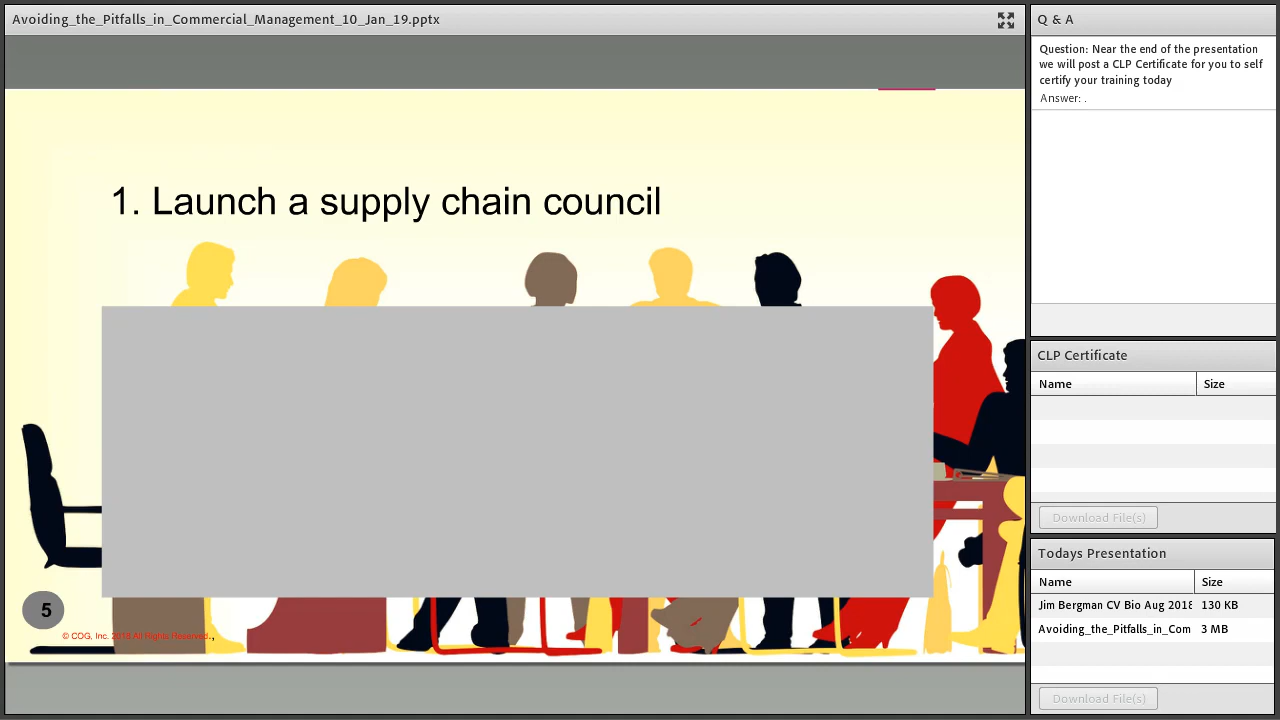 Avoiding_the_Pitfalls_in_Commercial_Management_10_Jan_19.pptx
1. Launch a supply chain council
5
© COG, Inc. 2018 All Rights Reserved.,
Q & A
Question: Near the end of the presentation
we will post a CLP Certificate for you to self
certify your training today
Answer: .
CLP Certificate
Name Size
Download File(s)
Todays Presentation
Name Size
Jim Bergman CV Bio Aug 2018 130 KB
Avoiding_the_Pitfalls_in_Com 3 MB
Download File(s)